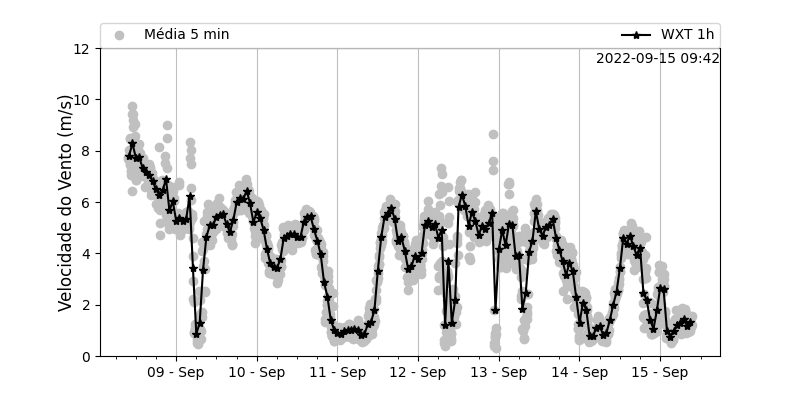 Média 5 min
WXT 1h
2022-09-15 09:42
Velocidade do Vento (m/s)
12
10
8
6
4
2
0
09 - Sep
10 - Sep
11 - Sep
12 - Sep
13 - Sep
14 - Sep
15 - Sep